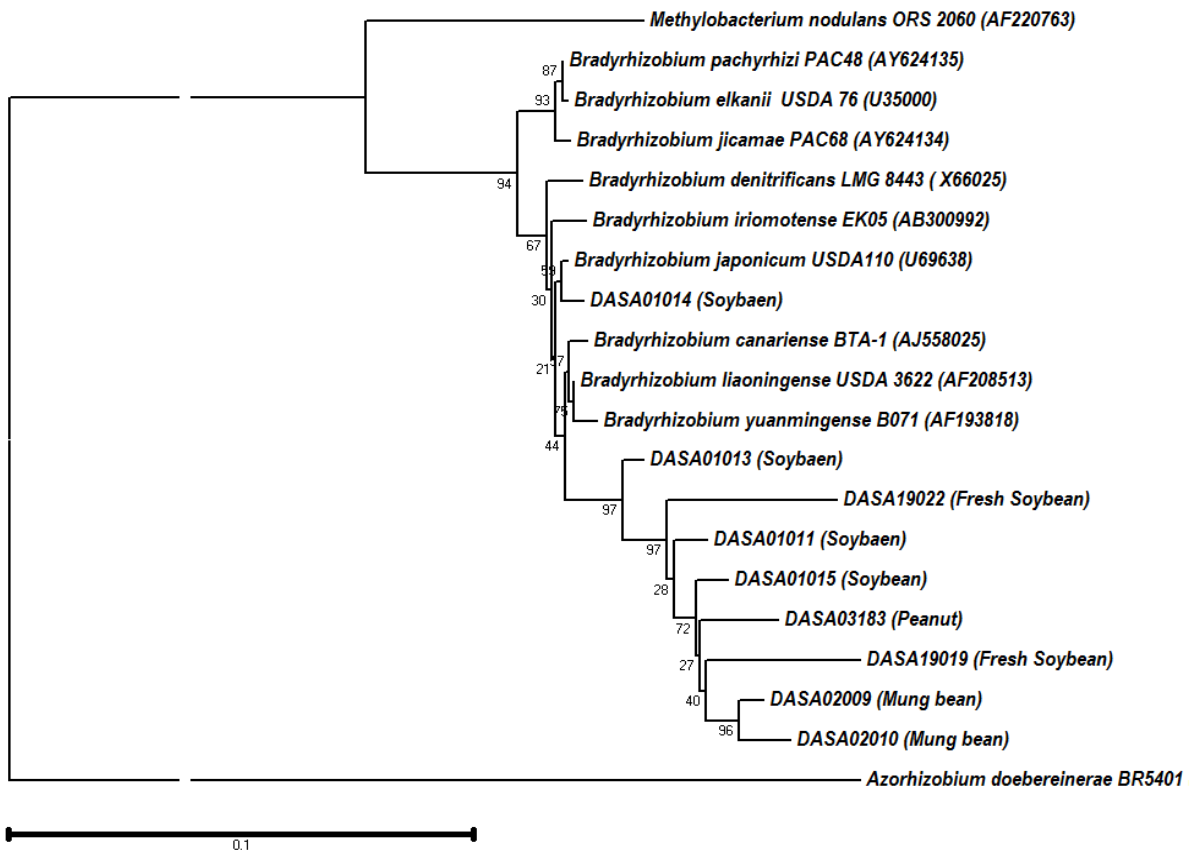 Methylobacterium nodulans ORS 2060 (AF220763)
Bradyrhizobium pachyrhizi PAC48 (AY624135)
87
Bradyrhizobium elkanii USDA 76 (U35000)
93
Bradyrhizobium jicamae PAC68 (AY624134)
Bradyrhizobium denitrificans LMG 8443 ( X66025)
94
Bradyrhizobium iriomotense EK05 (AB300992)
67
Bradyrhizobium japonicum USDA110 (U69638)
30
DASA01014 (Soybaen)
Bradyrhizobium canariense BTA-1 (AJ558025)
21
Bradyrhizobium liaoningense USDA 3622 (AF208513)
75
Bradyrhizobium yuanmingense B071 (AF193818)
44
DASA01013 (Soybaen)
DASA19022 (Fresh Soybean)
97
DASA01011 (Soybaen)
97
DASA01015 (Soybean)
28
DASA03183 (Peanut)
72
DASA19019 (Fresh Soybean)
27
DASA02009 (Mung bean)
40
96
DASA02010 (Mung bean)
Azorhizobium doebereinerae BR5401
0.1